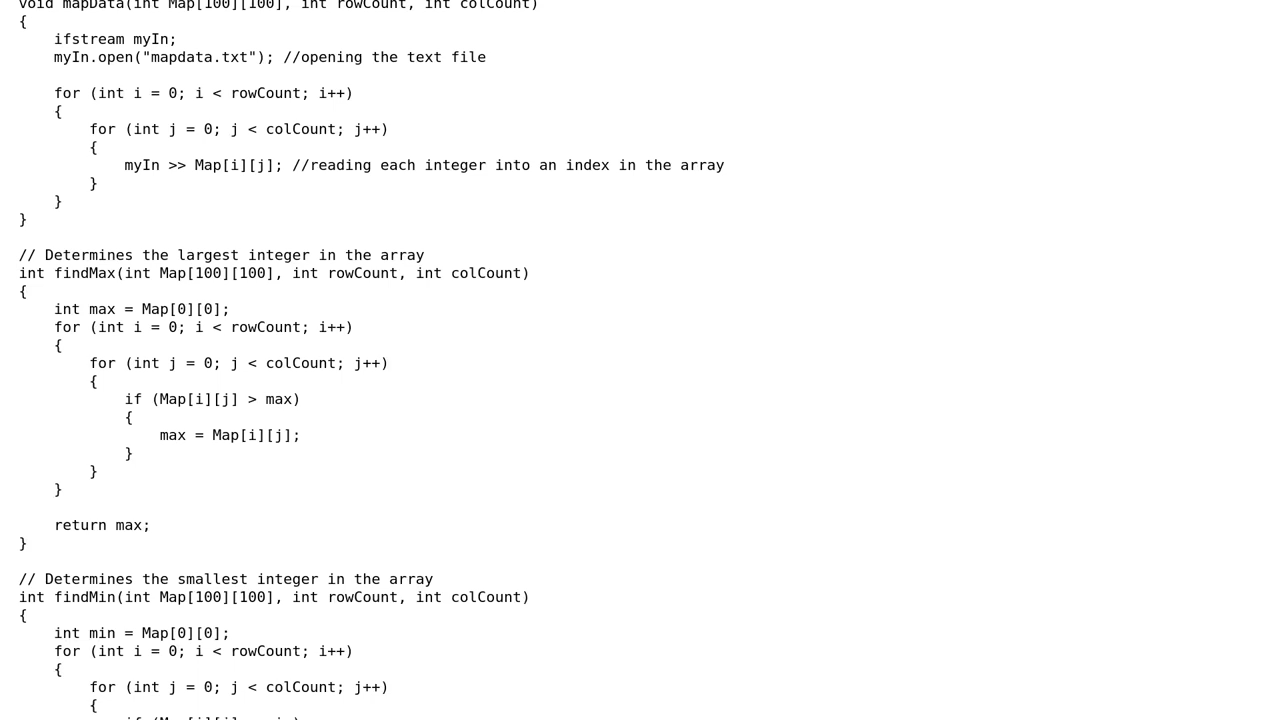 void mapData(int Map[100][100], int rowCount, int colCount)
{
    ifstream myIn;
    myIn.open("mapdata.txt"); //opening the text file

    for (int i = 0; i < rowCount; i++)
    {
        for (int j = 0; j < colCount; j++)
        {
            myIn >> Map[i][j]; //reading each integer into an index in the array
        }
    }
}

// Determines the largest integer in the array
int findMax(int Map[100][100], int rowCount, int colCount)
{
    int max = Map[0][0];
    for (int i = 0; i < rowCount; i++)
    {
        for (int j = 0; j < colCount; j++)
        {
            if (Map[i][j] > max)
            {
                max = Map[i][j];
            }
        }
    }

    return max;
}

// Determines the smallest integer in the array
int findMin(int Map[100][100], int rowCount, int colCount)
{
    int min = Map[0][0];
    for (int i = 0; i < rowCount; i++)
    {
        for (int j = 0; j < colCount; j++)
        {